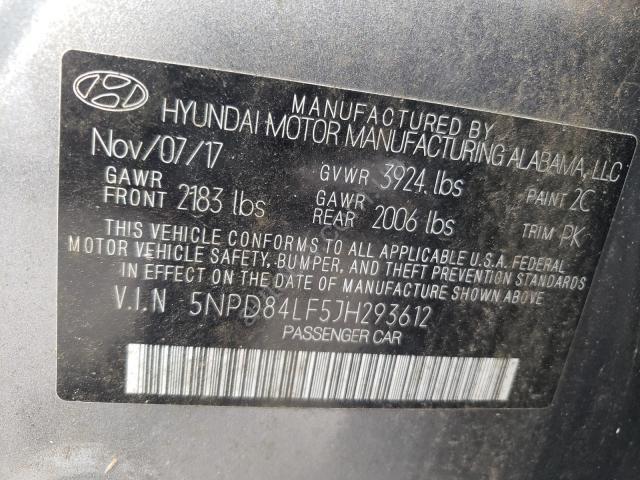 MANUFACTURED BY
HYUNDAI MOTOR MANUFACTURING ALABAMA, LLC
Nov/07/17 GVWR 3924 lbs PAINT 2C
GAWR FRONT 2183 lbs GAWR REAR 2006 lbs TRIM PK
THIS VEHICLE CONFORMS TO ALL APPLICABLE U.S.A. FEDERAL
MOTOR VEHICLE SAFETY, BUMPER, AND THEFT PREVENTION STANDARDS
IN EFFECT ON THE DATE OF MANUFACTURE SHOWN ABOVE.
V.I.N 5NPD84LF5JH293612
PASSENGER CAR